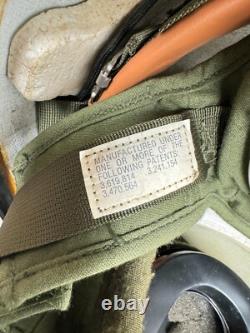 MANUFACTURED UNDER
ONE OR MORE OF THE
FOLLOWING PATENTS:
3,619,814 3,241,154
3,470,564